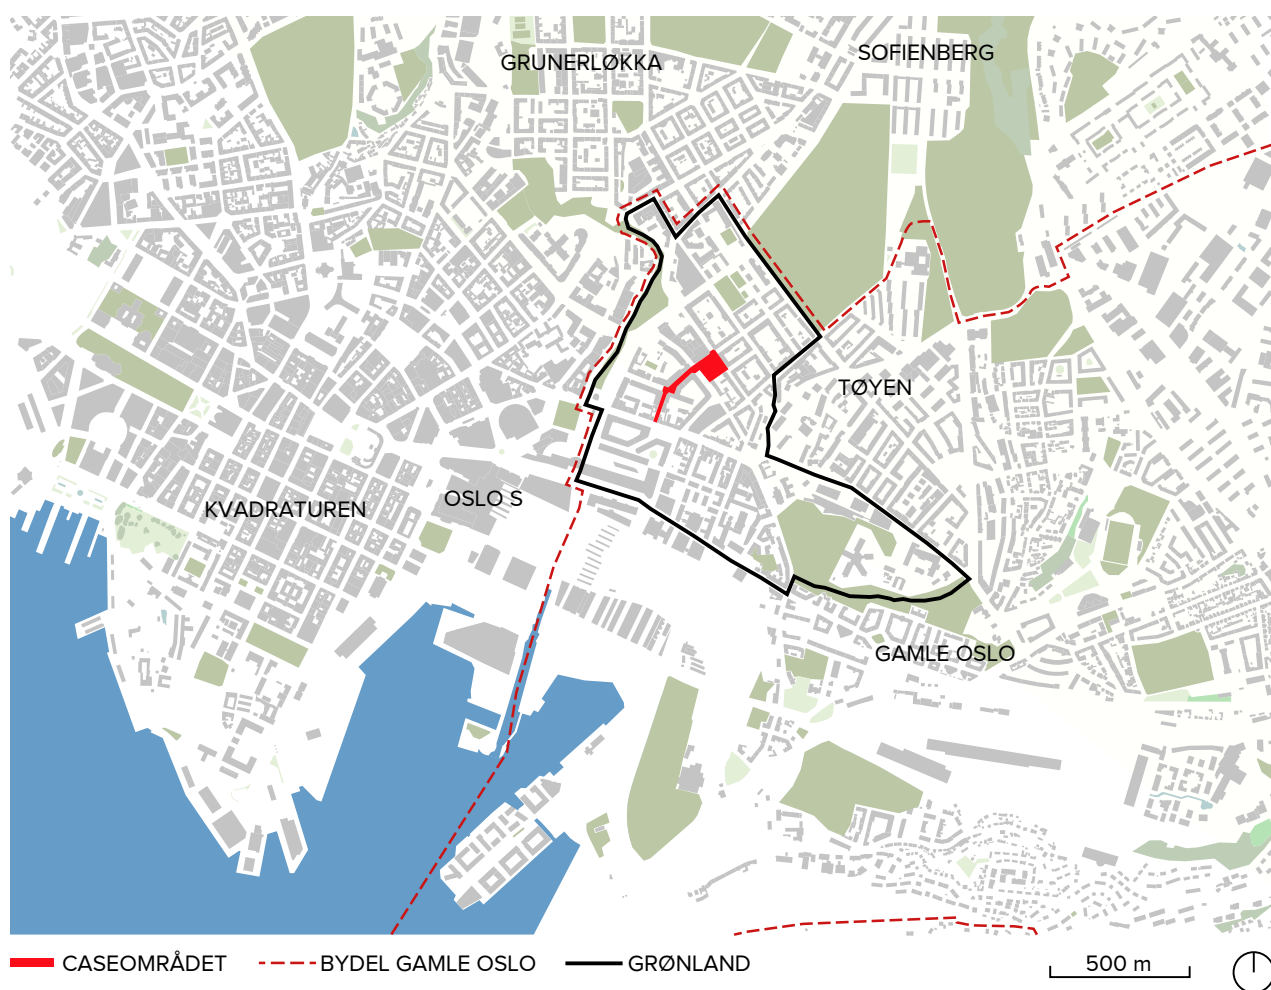 SOFIENBERG
GRUNERLØKKA
TØYEN
OSLO S
KVADRATUREN
GAMLE OSLO
CASEOMRÅDET
BYDEL GAMLE OSLO
GRØNLAND
500 m